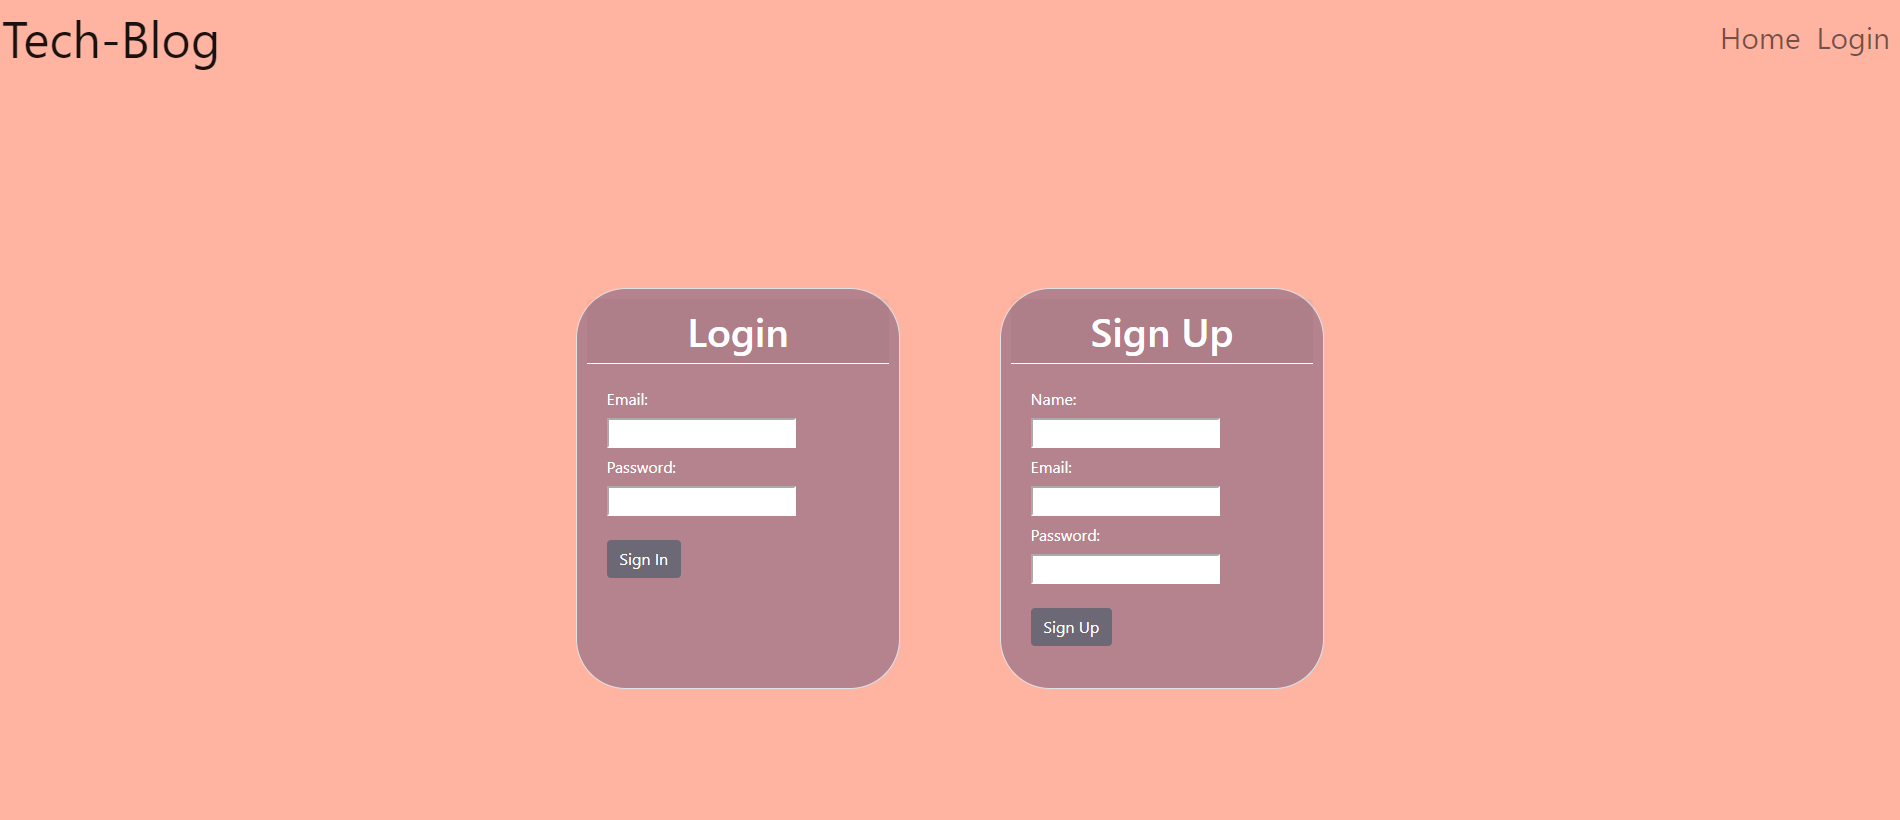 Tech-Blog
Home Login
Login
Email:
Password:
Sign In
Sign Up
Name:
Email:
Password:
Sign Up